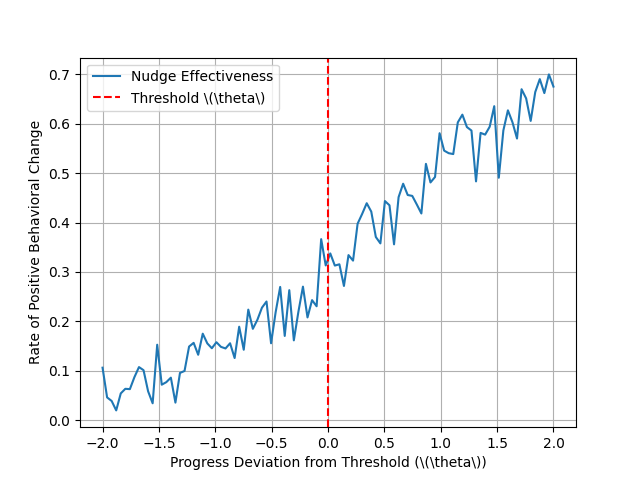 Nudge Effectiveness
Threshold \(\theta\)
Rate of Positive Behavioral Change
0.7
0.6
0.5
0.4
0.3
0.2
0.1
0.0
−2.0 −1.5 −1.0 −0.5 0.0 0.5 1.0 1.5 2.0
Progress Deviation from Threshold (\(\theta\))